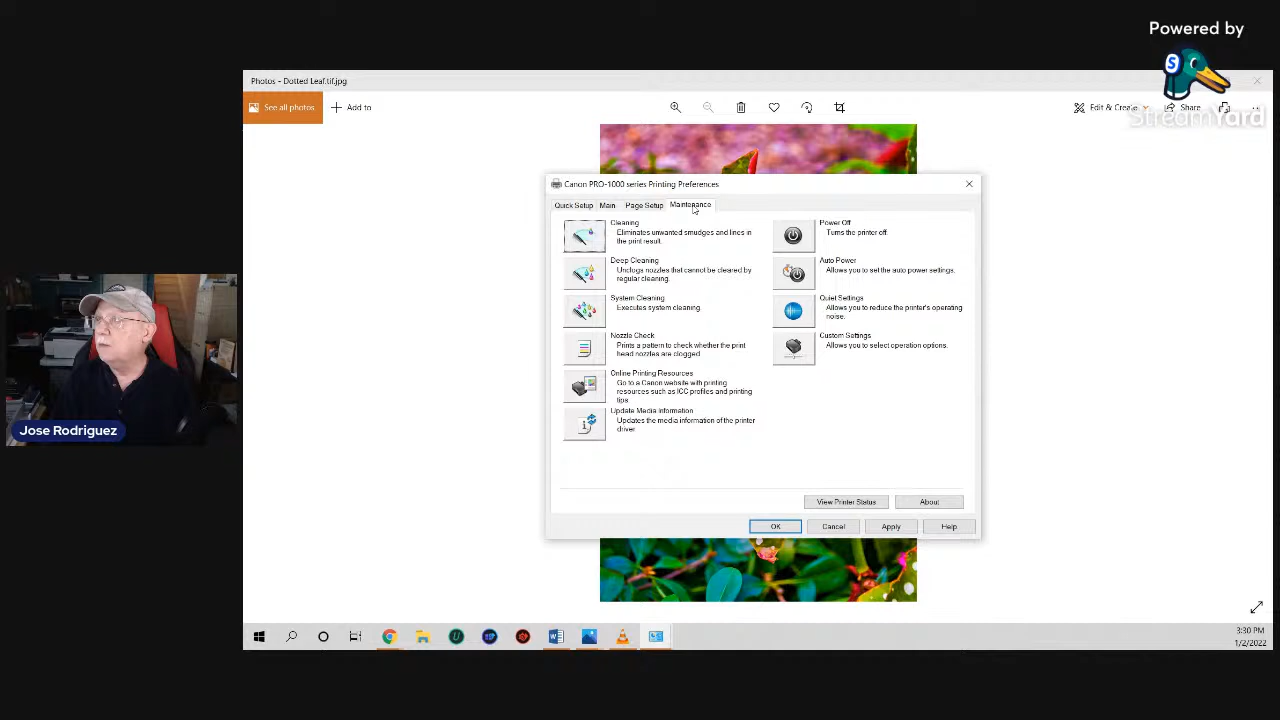 Powered by
S
StreamYard
Photos - Dotted Leaf.tif.jpg
See all photos
Add to
Edit & Create
Share
Canon PRO-1000 series Printing Preferences
Quick Setup Main Page Setup Maintenance
Cleaning
Eliminates unwanted smudges and lines in
the print result.
Deep Cleaning
Unclogs nozzles that cannot be cleaned by
regular cleaning.
System Cleaning
Executes system cleaning.
Nozzle Check
Prints a pattern to check whether the print
head nozzles are clogged.
Online Printing Resources
Go to a Canon website with printing
resources such as ICC profiles and printing
tips.
Update Media Information
Updates the media information of the printer
driver
Power Off
Turns the printer off.
Auto Power
Allows you to set the auto power settings.
Quiet Settings
Allows you to reduce the printer's operating
noise.
Custom Settings
Allows you to select operation options.
View Printer Status About
OK Cancel Apply Help
Jose Rodriguez
3:30 PM
1/2/2022